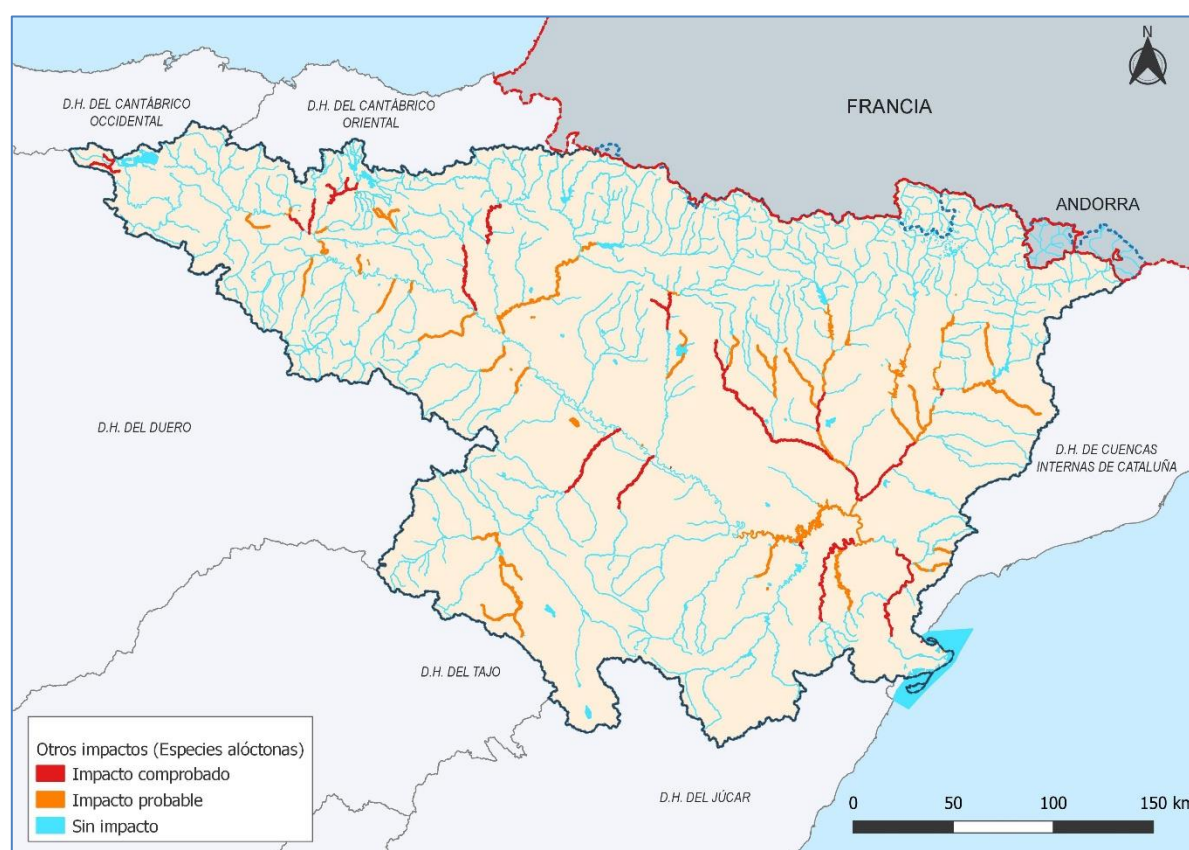 N
D.H. DEL CANTÁBRICO
OCCIDENTAL
D.H. DEL CANTÁBRICO
ORIENTAL
FRANCIA
ANDORRA
D.H. DEL DUERO
D.H. DE CUENCAS
INTERNAS DE CATALUÑA
D.H. DEL TAJO
D.H. DEL JÚCAR
Otros impactos (Especies alóctonas)
Impacto comprobado
Impacto probable
Sin impacto
0 50 100 150 km